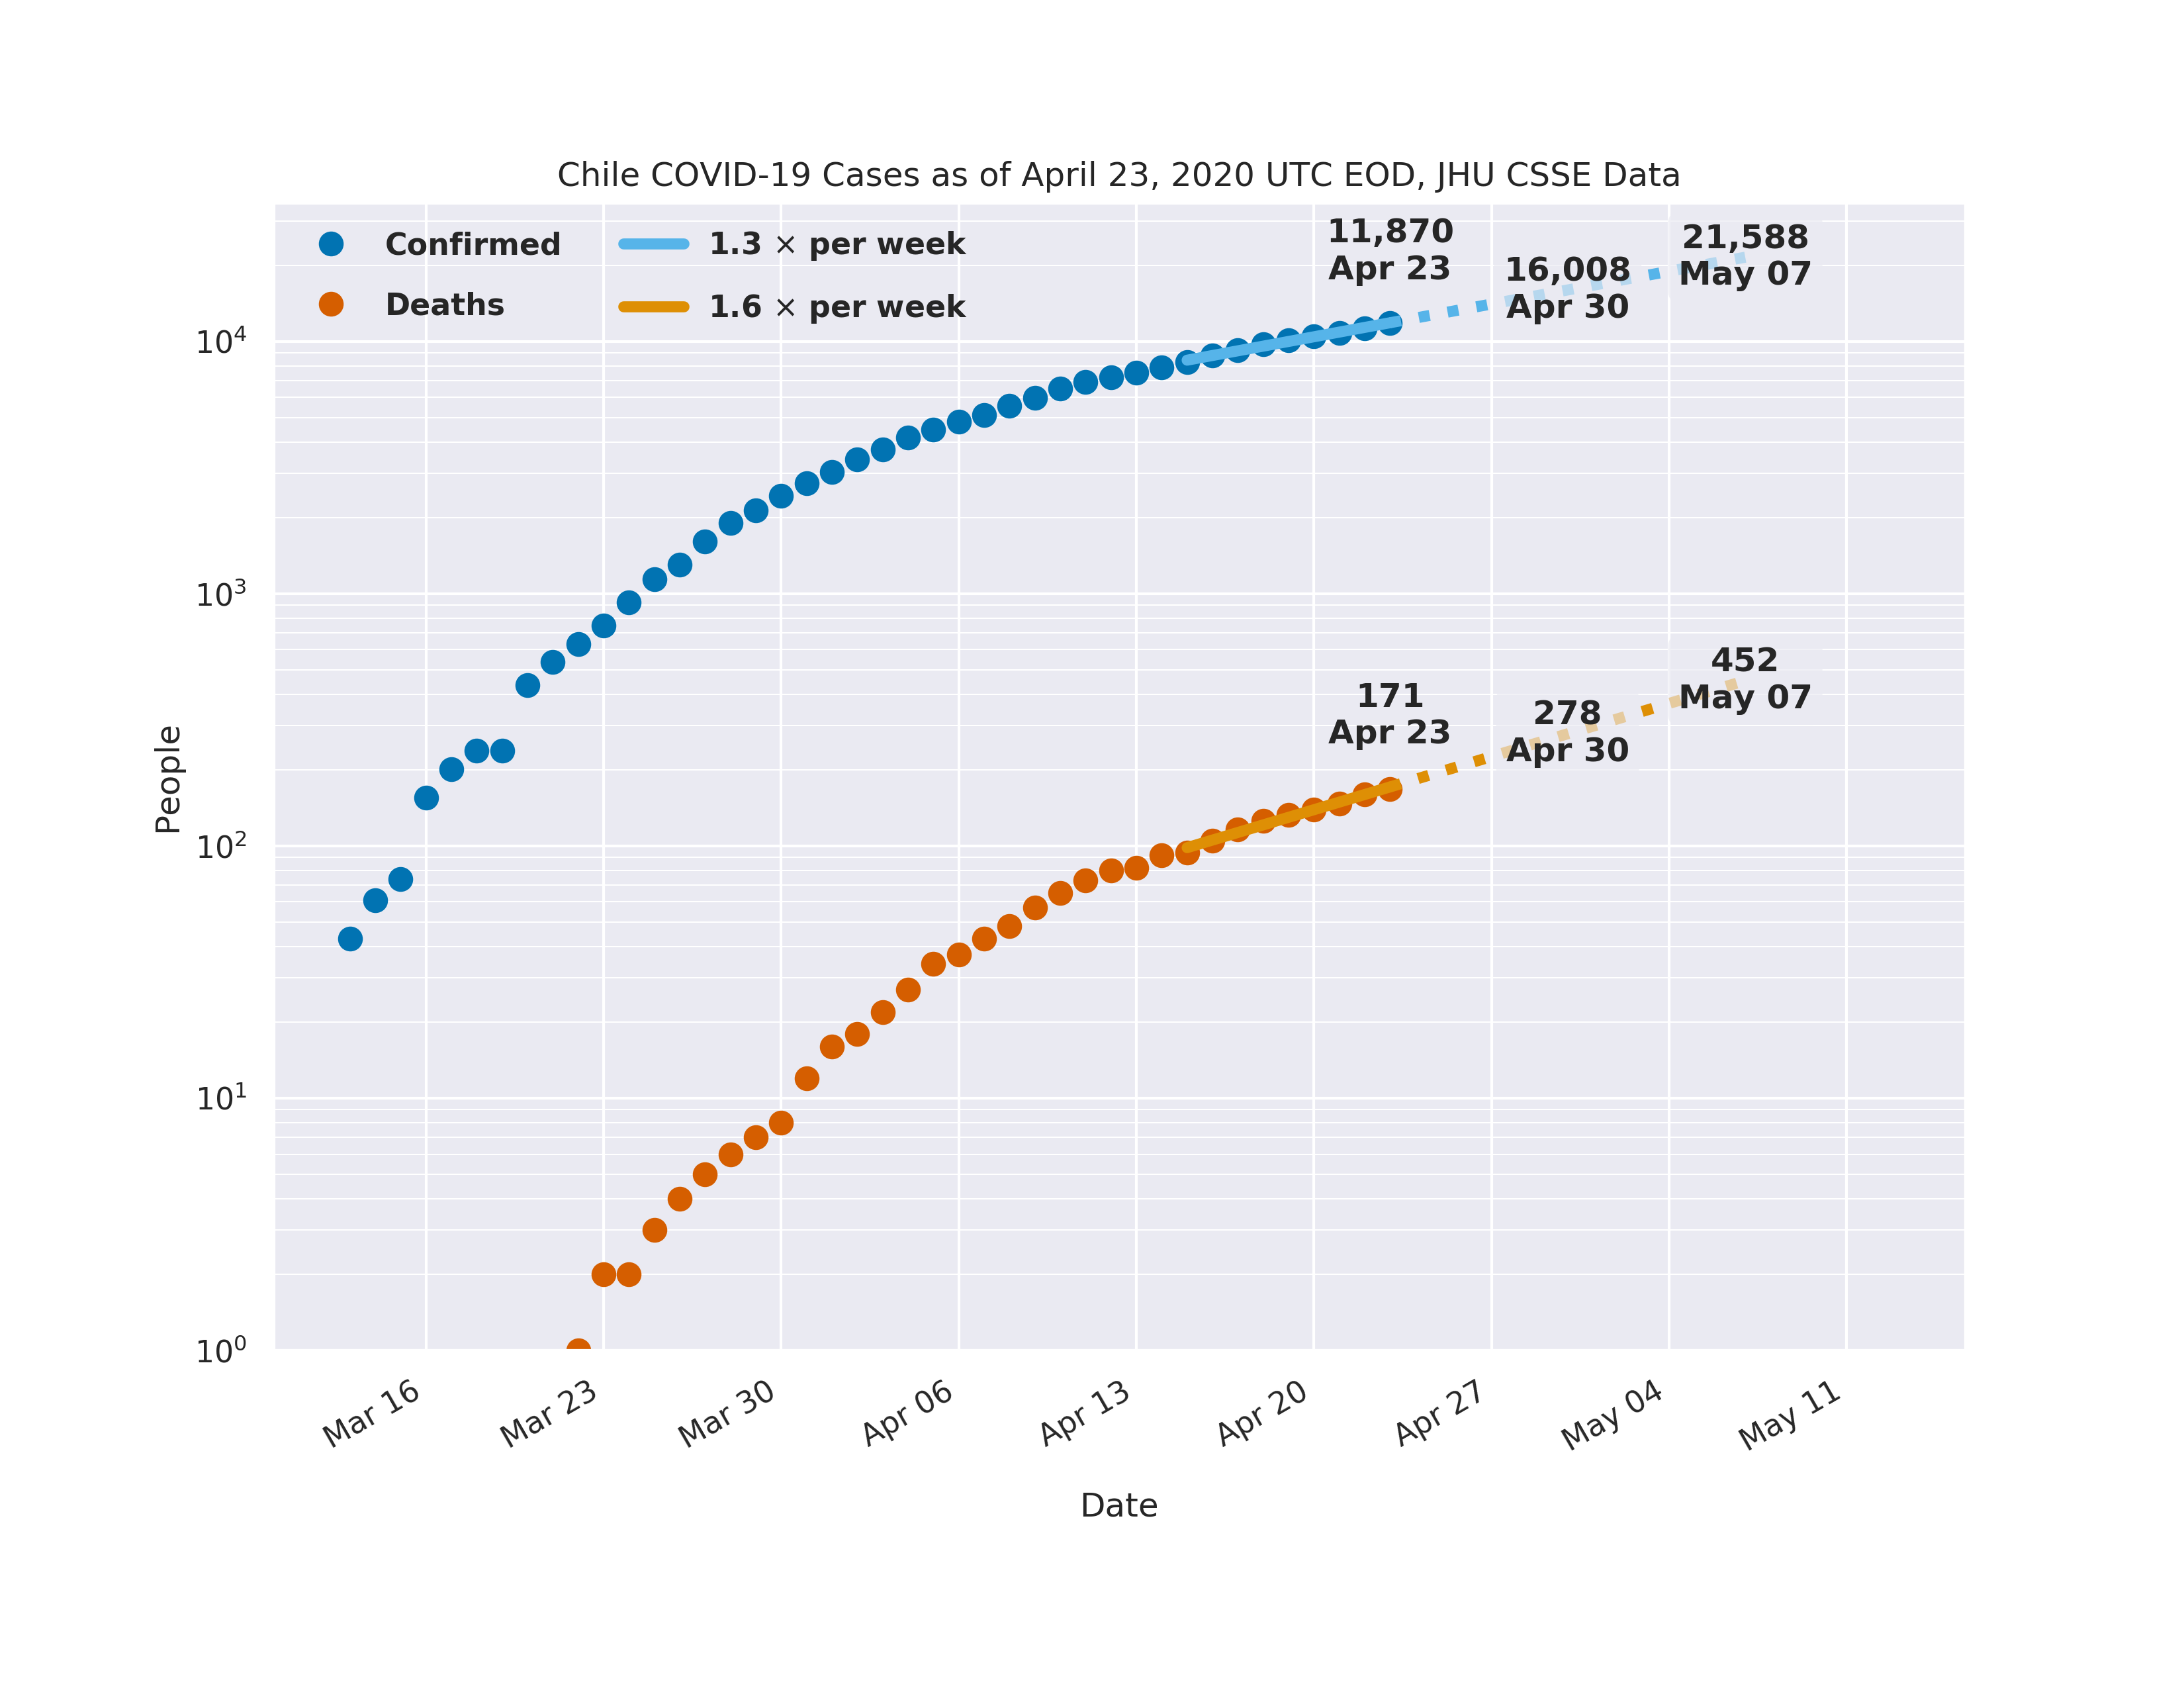 Chile COVID-19 Cases as of April 23, 2020 UTC EOD, JHU CSSE Data
Confirmed
Deaths
1.3 × per week
1.6 × per week
11,870
Apr 23
16,008
Apr 30
21,588
May 07
171
Apr 23
278
Apr 30
452
May 07
People
10⁴
10³
10²
10¹
10⁰
Mar 16
Mar 23
Mar 30
Apr 06
Apr 13
Apr 20
Apr 27
May 04
May 11
Date